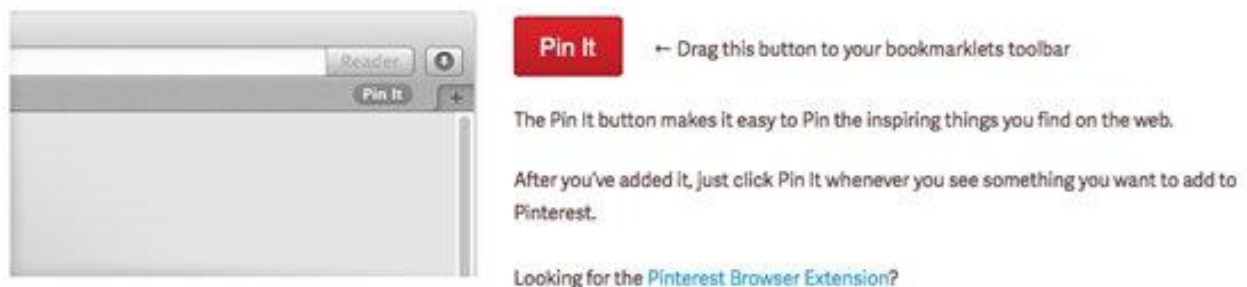 Reader
Pin It
+
Pin It
← Drag this button to your bookmarklets toolbar
The Pin It button makes it easy to Pin the inspiring things you find on the web.
After you've added it, just click Pin It whenever you see something you want to add to
Pinterest.
Looking for the Pinterest Browser Extension?